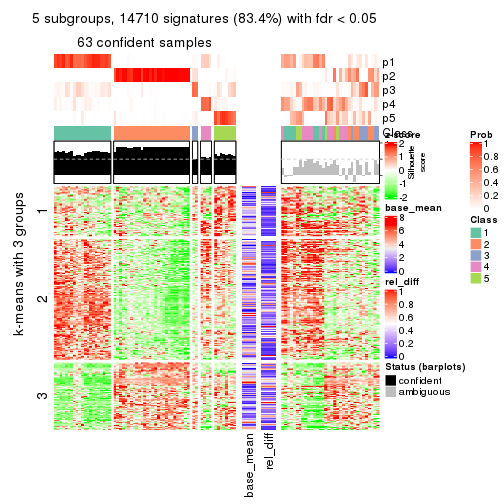 5 subgroups, 14710 signatures (83.4%) with fdr < 0.05
63 confident samples
p1
p2
p3
p4
p5
Class
z-score
2
1
0
-1
-2
Silhouette
score
Prob
1
0.8
0.6
0.4
0.2
0
base_mean
8
6
4
2
0
Class
1
2
3
4
5
rel_diff
1
0.8
0.6
0.4
0.2
0
Status (barplots)
confident
ambiguous
k-means with 3 groups
1
2
3
base_mean
rel_diff